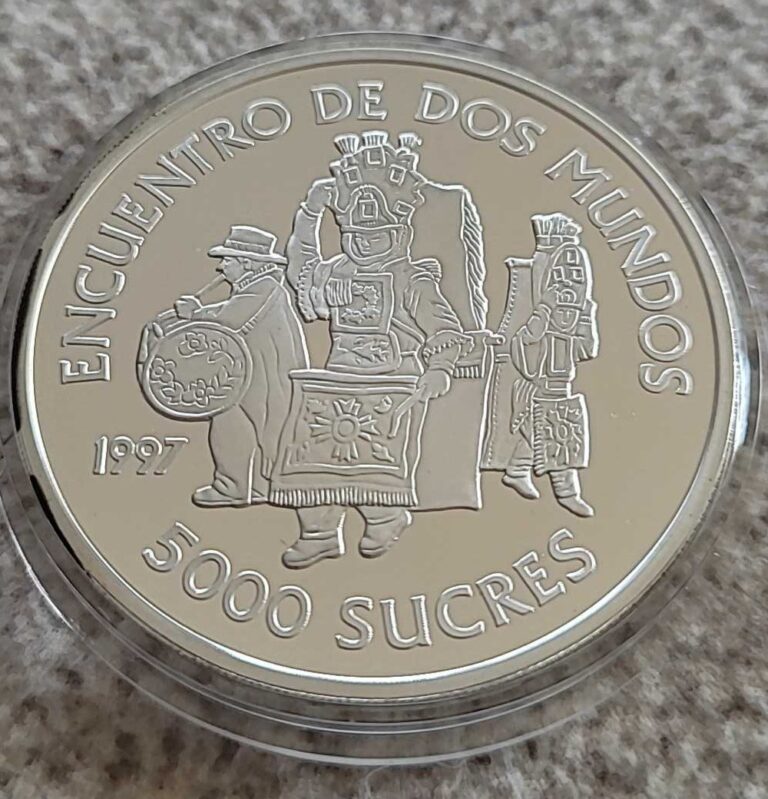 ENCUENTRO DE DOS MUNDOS
1997
5000 SUCRES